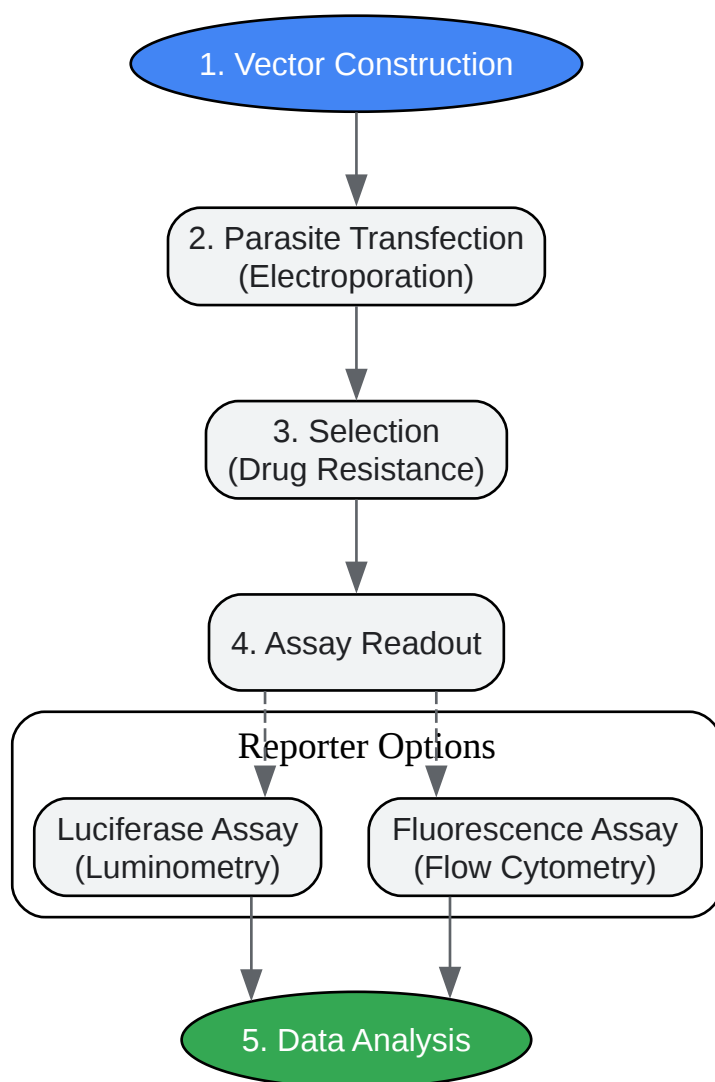 1. Vector Construction
2. Parasite Transfection
(Electroporation)
3. Selection
(Drug Resistance)
4. Assay Readout
Reporter Options
Luciferase Assay
(Luminometry)
Fluorescence Assay
(Flow Cytometry)
5. Data Analysis